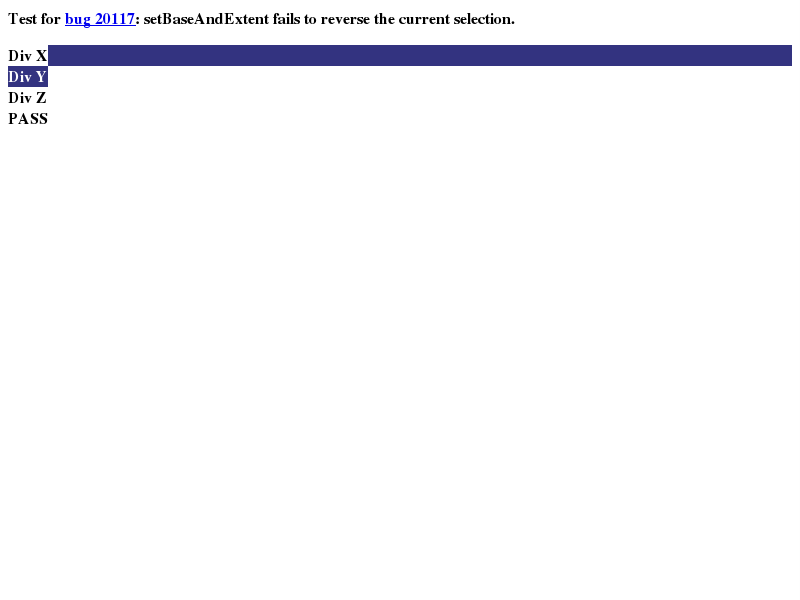 Test for bug 20117: setBaseAndExtent fails to reverse the current selection.
Div X
Div Y
Div Z
PASS